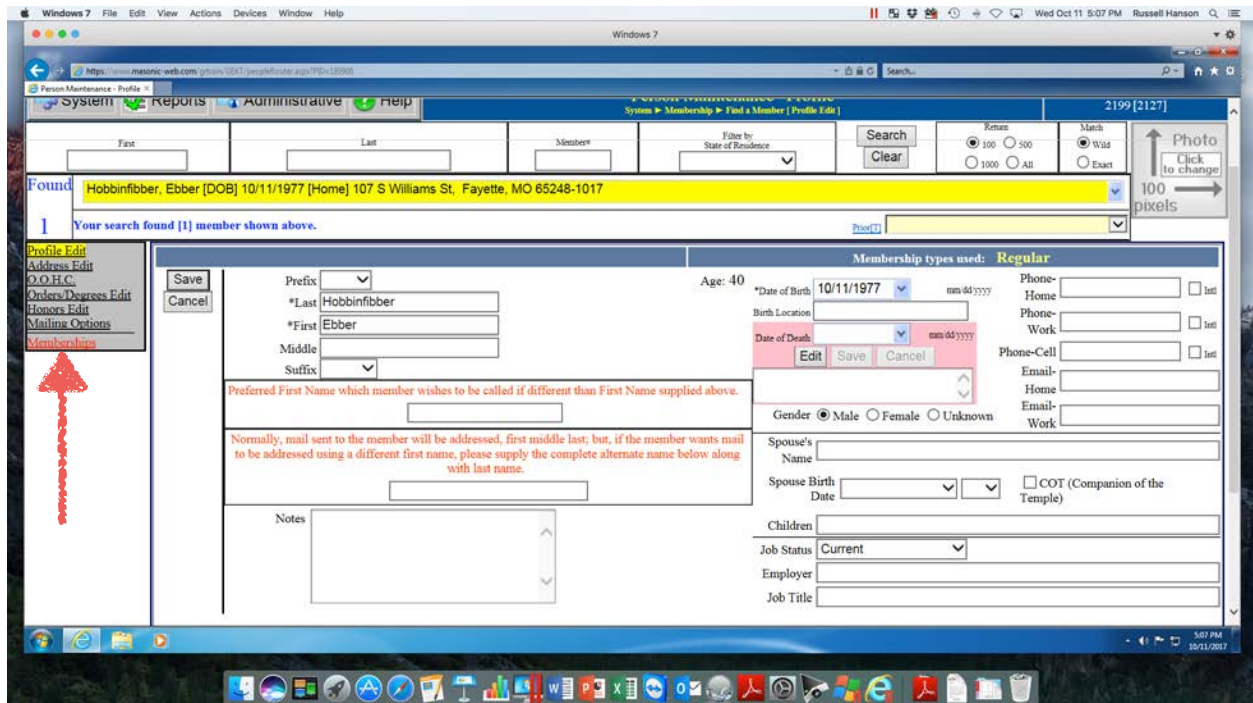 Windows 7 File Edit View Actions Devices Window Help Wed Oct 11 5:07 PM Russell Hanson
Windows 7
https://www.masonic-web.com Search...
Person Maintenance - Profile
System Reports Administrative Help Person Maintenance - Profile
System ► Membership ► Find a Member [ Profile Edit ] 2199 [2127]
First Last Member# Filter by State of Residence Search Clear
Return 100 500 1000 All
Match Wild Exact
Photo
Click to change
100 pixels
Found
1
Hobbinfibber, Ebber [DOB] 10/11/1977 [Home] 107 S Williams St, Fayette, MO 65248-1017
Your search found [1] member shown above. Prior[1]
Profile Edit
Address Edit
O.O.H.C.
Orders/Degrees Edit
Honors Edit
Mailing Options
Memberships
Membership types used: Regular
Save
Cancel
Prefix
*Last Hobbinfibber
*First Ebber
Middle
Suffix
Preferred First Name which member wishes to be called if different than First Name supplied above.
Normally, mail sent to the member will be addressed, first middle last; but, if the member wants mail
to be addressed using a different first name, please supply the complete alternate name below along
with last name.
Notes
Age: 40 *Date of Birth 10/11/1977 mm/dd/yyyy
Birth Location
Date of Death mm/dd/yyyy
Edit Save Cancel
Gender Male Female Unknown
Phone-
Home Intl
Phone-
Work Intl
Phone-Cell Intl
Email-
Home
Email-
Work
Spouse's
Name
Spouse Birth
Date
COT (Companion of the
Temple)
Children
Job Status Current
Employer
Job Title
5:07 PM
10/11/2017